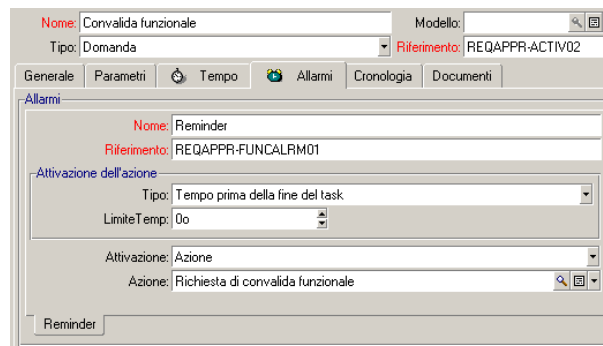 Nome: Convalida funzionale Modello:
Tipo: Domanda Riferimento: REQAPPR-ACTIV02
Generale Parametri Tempo Allarmi Cronologia Documenti
Allarmi
Nome: Reminder
Riferimento: REQAPPR-FUNCALRM01
Attivazione dell'azione
Tipo: Tempo prima della fine del task
LimiteTemp: 0o
Attivazione: Azione
Azione: Richiesta di convalida funzionale
Reminder